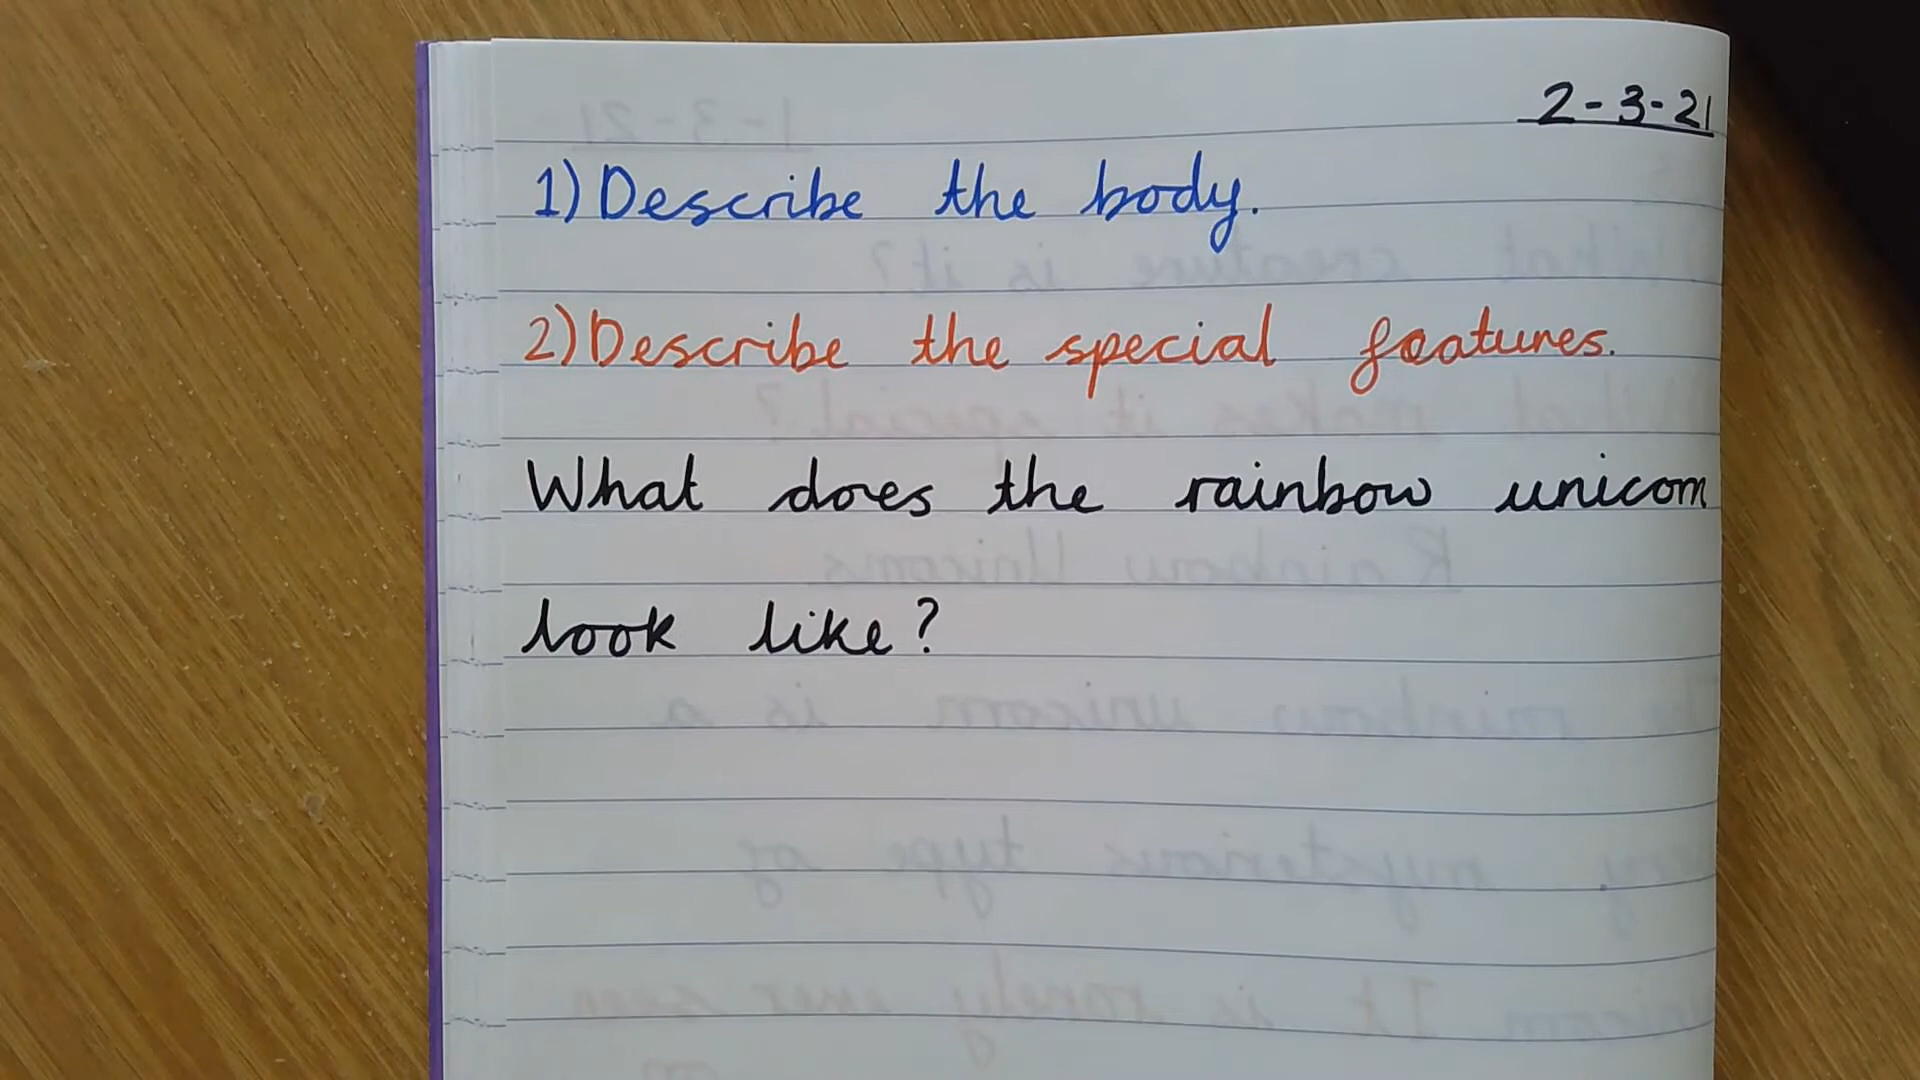 2-3-21
1) Describe the body.
2) Describe the special features.
What does the rainbow unicorn
look like?